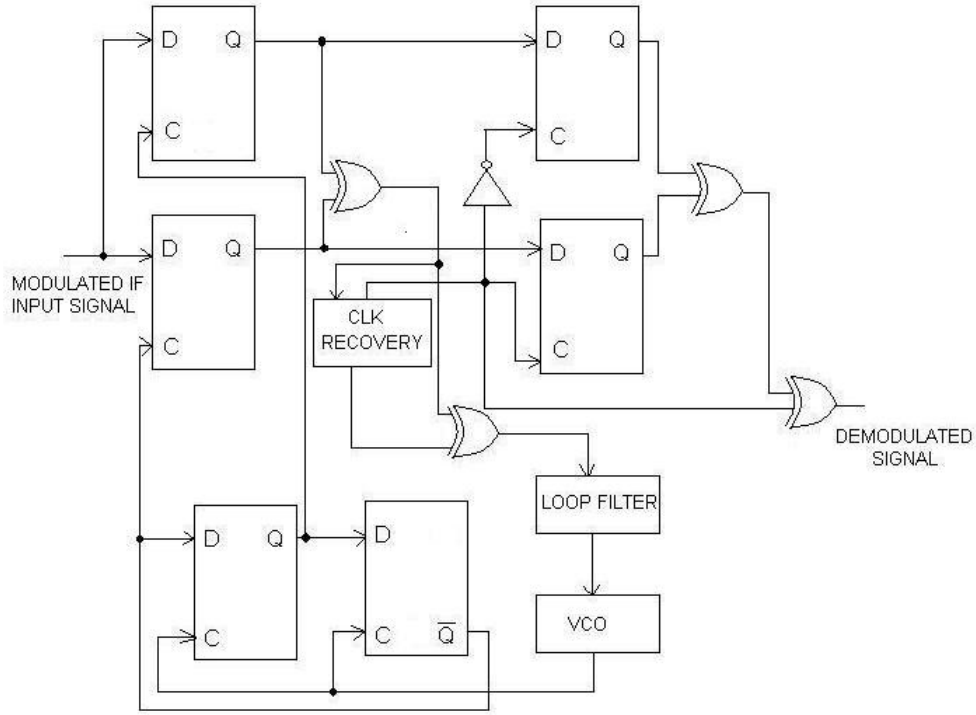 D Q
C
D Q
C
D Q
C
D Q
C
MODULATED IF
INPUT SIGNAL
CLK
RECOVERY
DEMODULATED
SIGNAL
LOOP FILTER
D Q
C
D
C Q̅
VCO